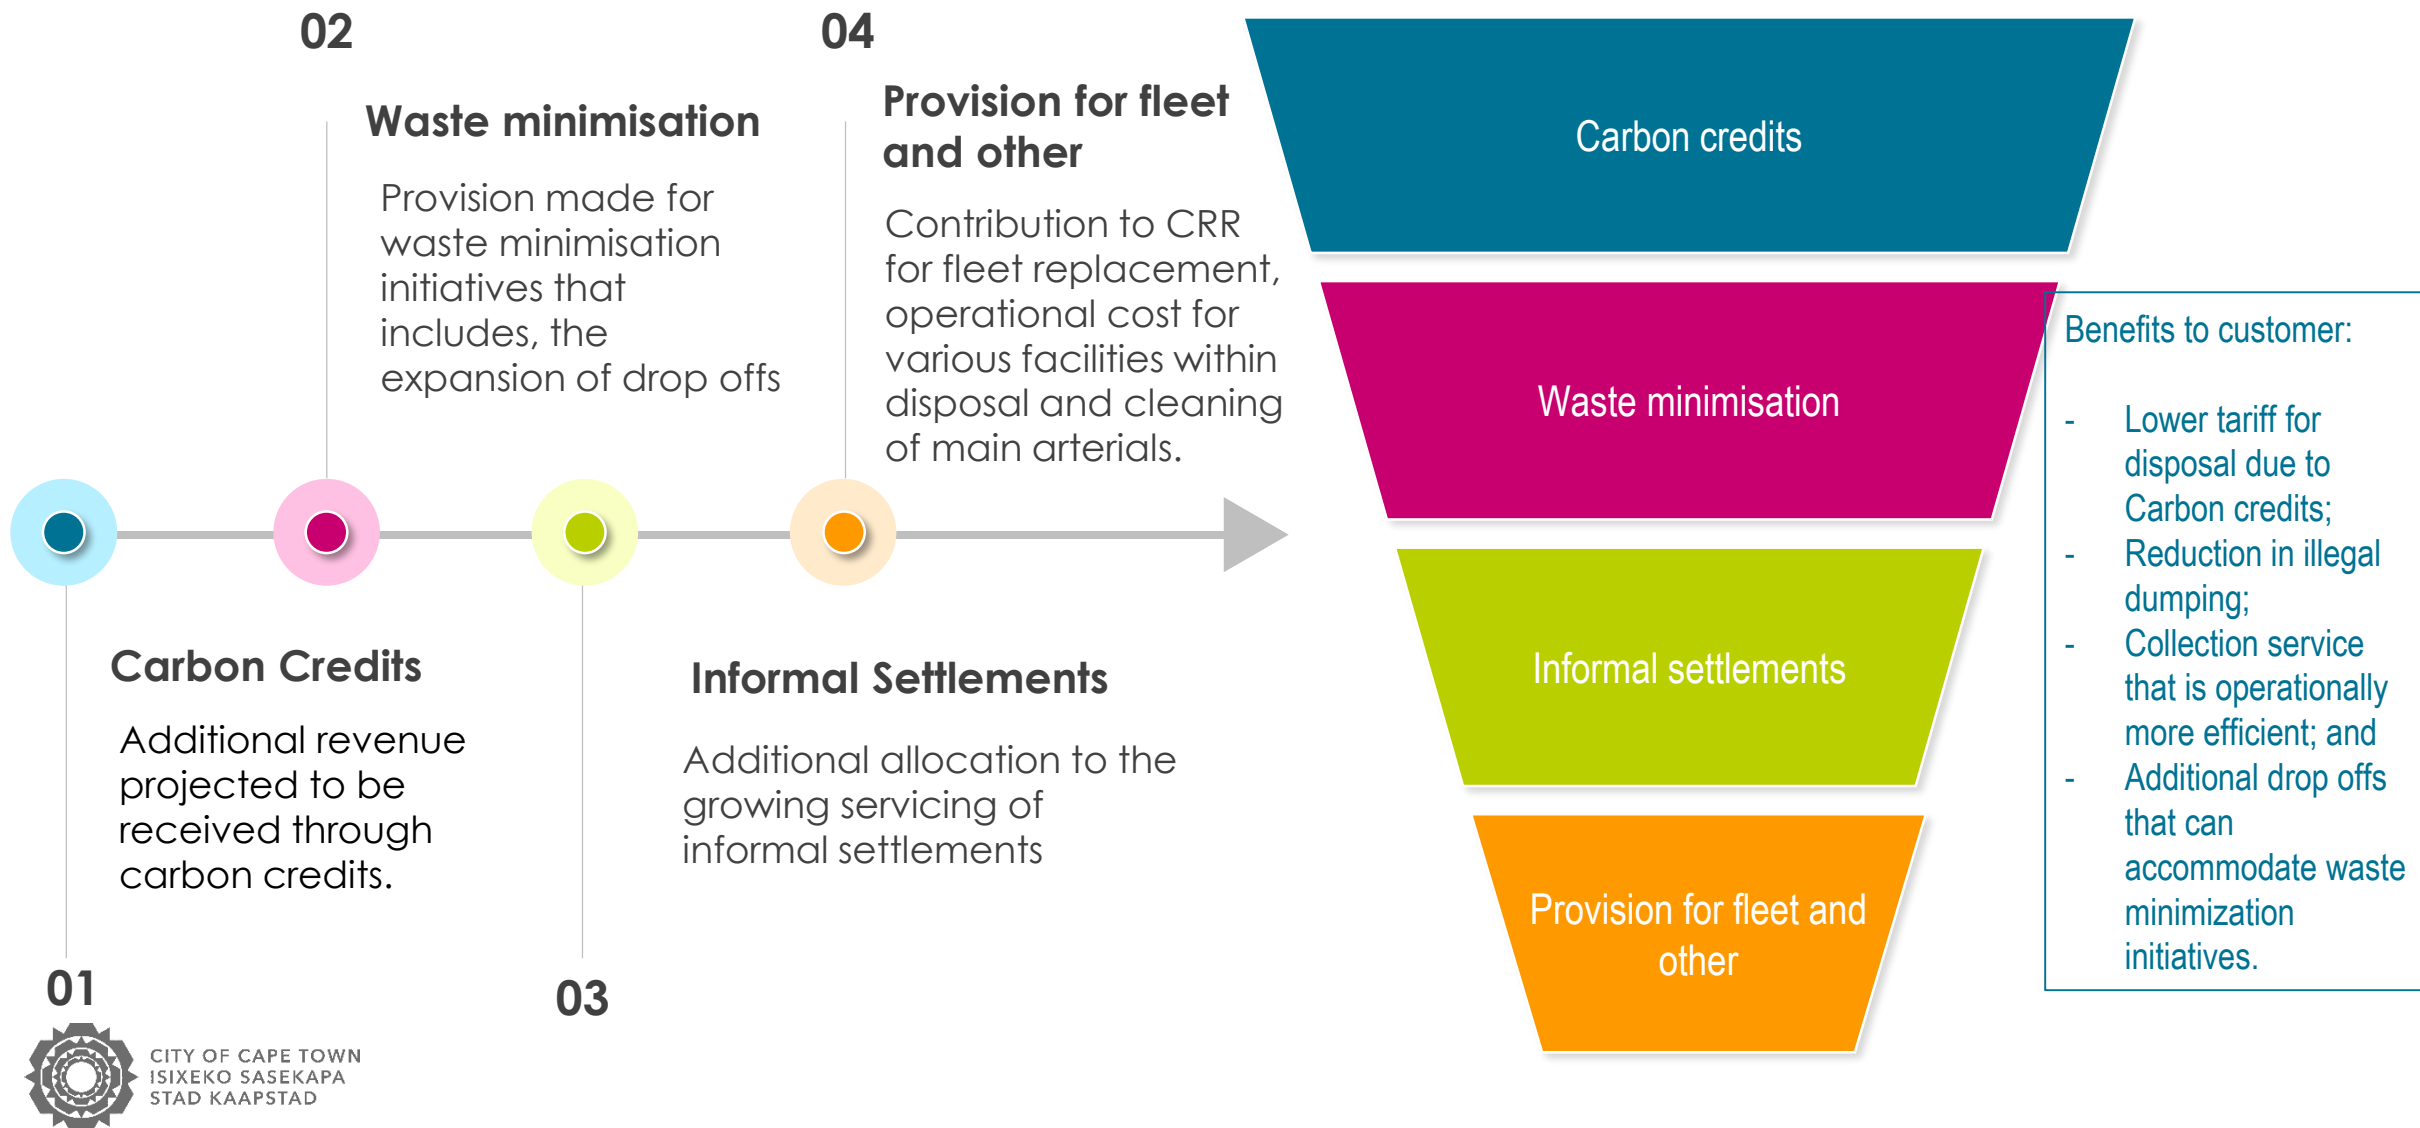 02
Waste minimisation
Provision made for
waste minimisation
initiatives that
includes, the
expansion of drop offs
04
Provision for fleet
and other
Contribution to CRR
for fleet replacement,
operational cost for
various facilities within
disposal and cleaning
of main arterials.
Carbon Credits
Additional revenue
projected to be
received through
carbon credits.
01
Informal Settlements
Additional allocation to the
growing servicing of
informal settlements
03
Carbon credits
Waste minimisation
Informal settlements
Provision for fleet and
other
Benefits to customer:
- Lower tariff for
disposal due to
Carbon credits;
- Reduction in illegal
dumping;
- Collection service
that is operationally
more efficient; and
- Additional drop offs
that can
accommodate waste
minimization
initiatives.
CITY OF CAPE TOWN
ISIXEKO SASEKAPA
STAD KAAPSTAD